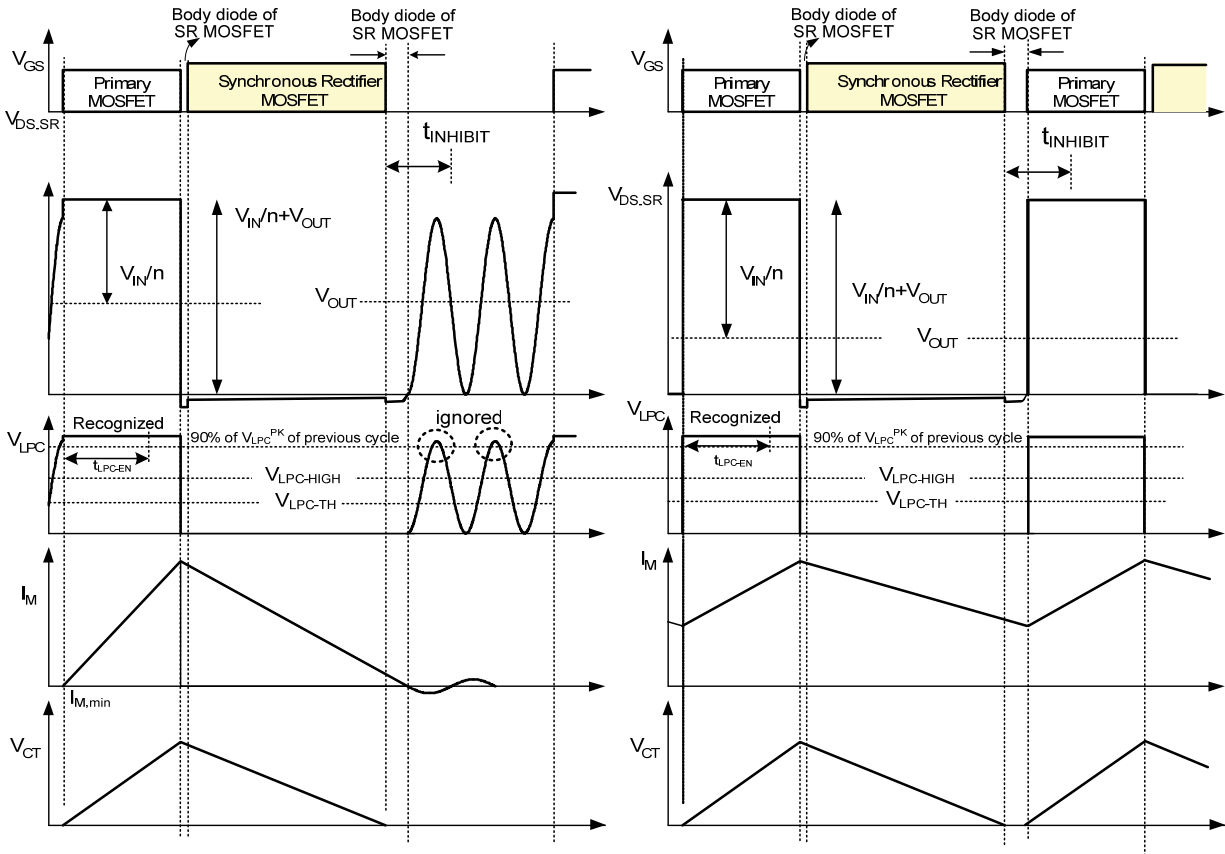 Body diode of
SR MOSFET
Body diode of
SR MOSFET
VGS
Primary
MOSFET
Synchronous Rectifier
MOSFET
VDS.SR
tINHIBIT
VIN/n
VIN/n+VOUT
VOUT
VLPC
Recognized
tLPC-EN
90% of VLPCPK of previous cycle
ignored
VLPC-HIGH
VLPC-TH
IM
IM,min
VCT
Body diode of
SR MOSFET
Body diode of
SR MOSFET
VGS
Primary
MOSFET
Synchronous Rectifier
MOSFET
Primary
MOSFET
tINHIBIT
VDS.SR
VIN/n
VIN/n+VOUT
VOUT
VLPC
Recognized
tLPC-EN
90% of VLPCPK of previous cycle
VLPC-HIGH
VLPC-TH
IM
VCT